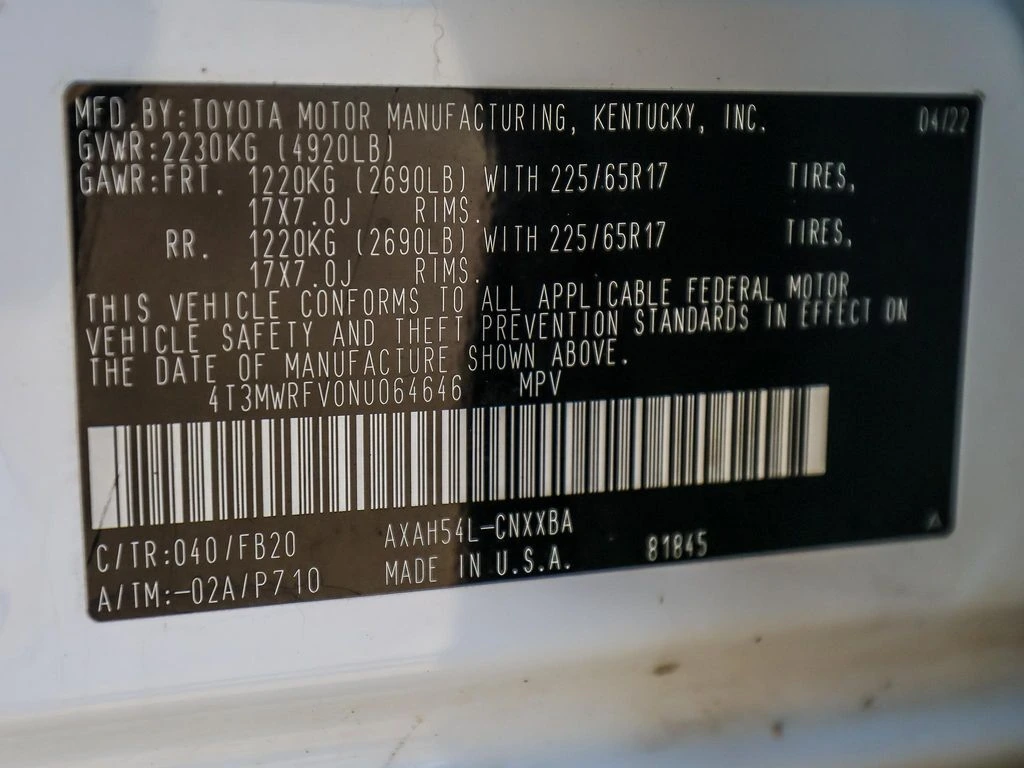 MFD.BY:TOYOTA MOTOR MANUFACTURING, KENTUCKY, INC. 04/22
GVWR:2230KG (4920LB)
GAWR:FRT. 1220KG (2690LB) WITH 225/65R17 TIRES,
17X7.0J RIMS.
RR. 1220KG (2690LB) WITH 225/65R17 TIRES,
17X7.0J RIMS.
THIS VEHICLE CONFORMS TO ALL APPLICABLE FEDERAL MOTOR
VEHICLE SAFETY AND THEFT PREVENTION STANDARDS IN EFFECT ON
THE DATE OF MANUFACTURE SHOWN ABOVE.
4T3MWRFV0NU064646 MPV
C/TR:040/FB20 AXAH54L-CNXXBA
A/TM:-02A/P710 MADE IN U.S.A. 81845